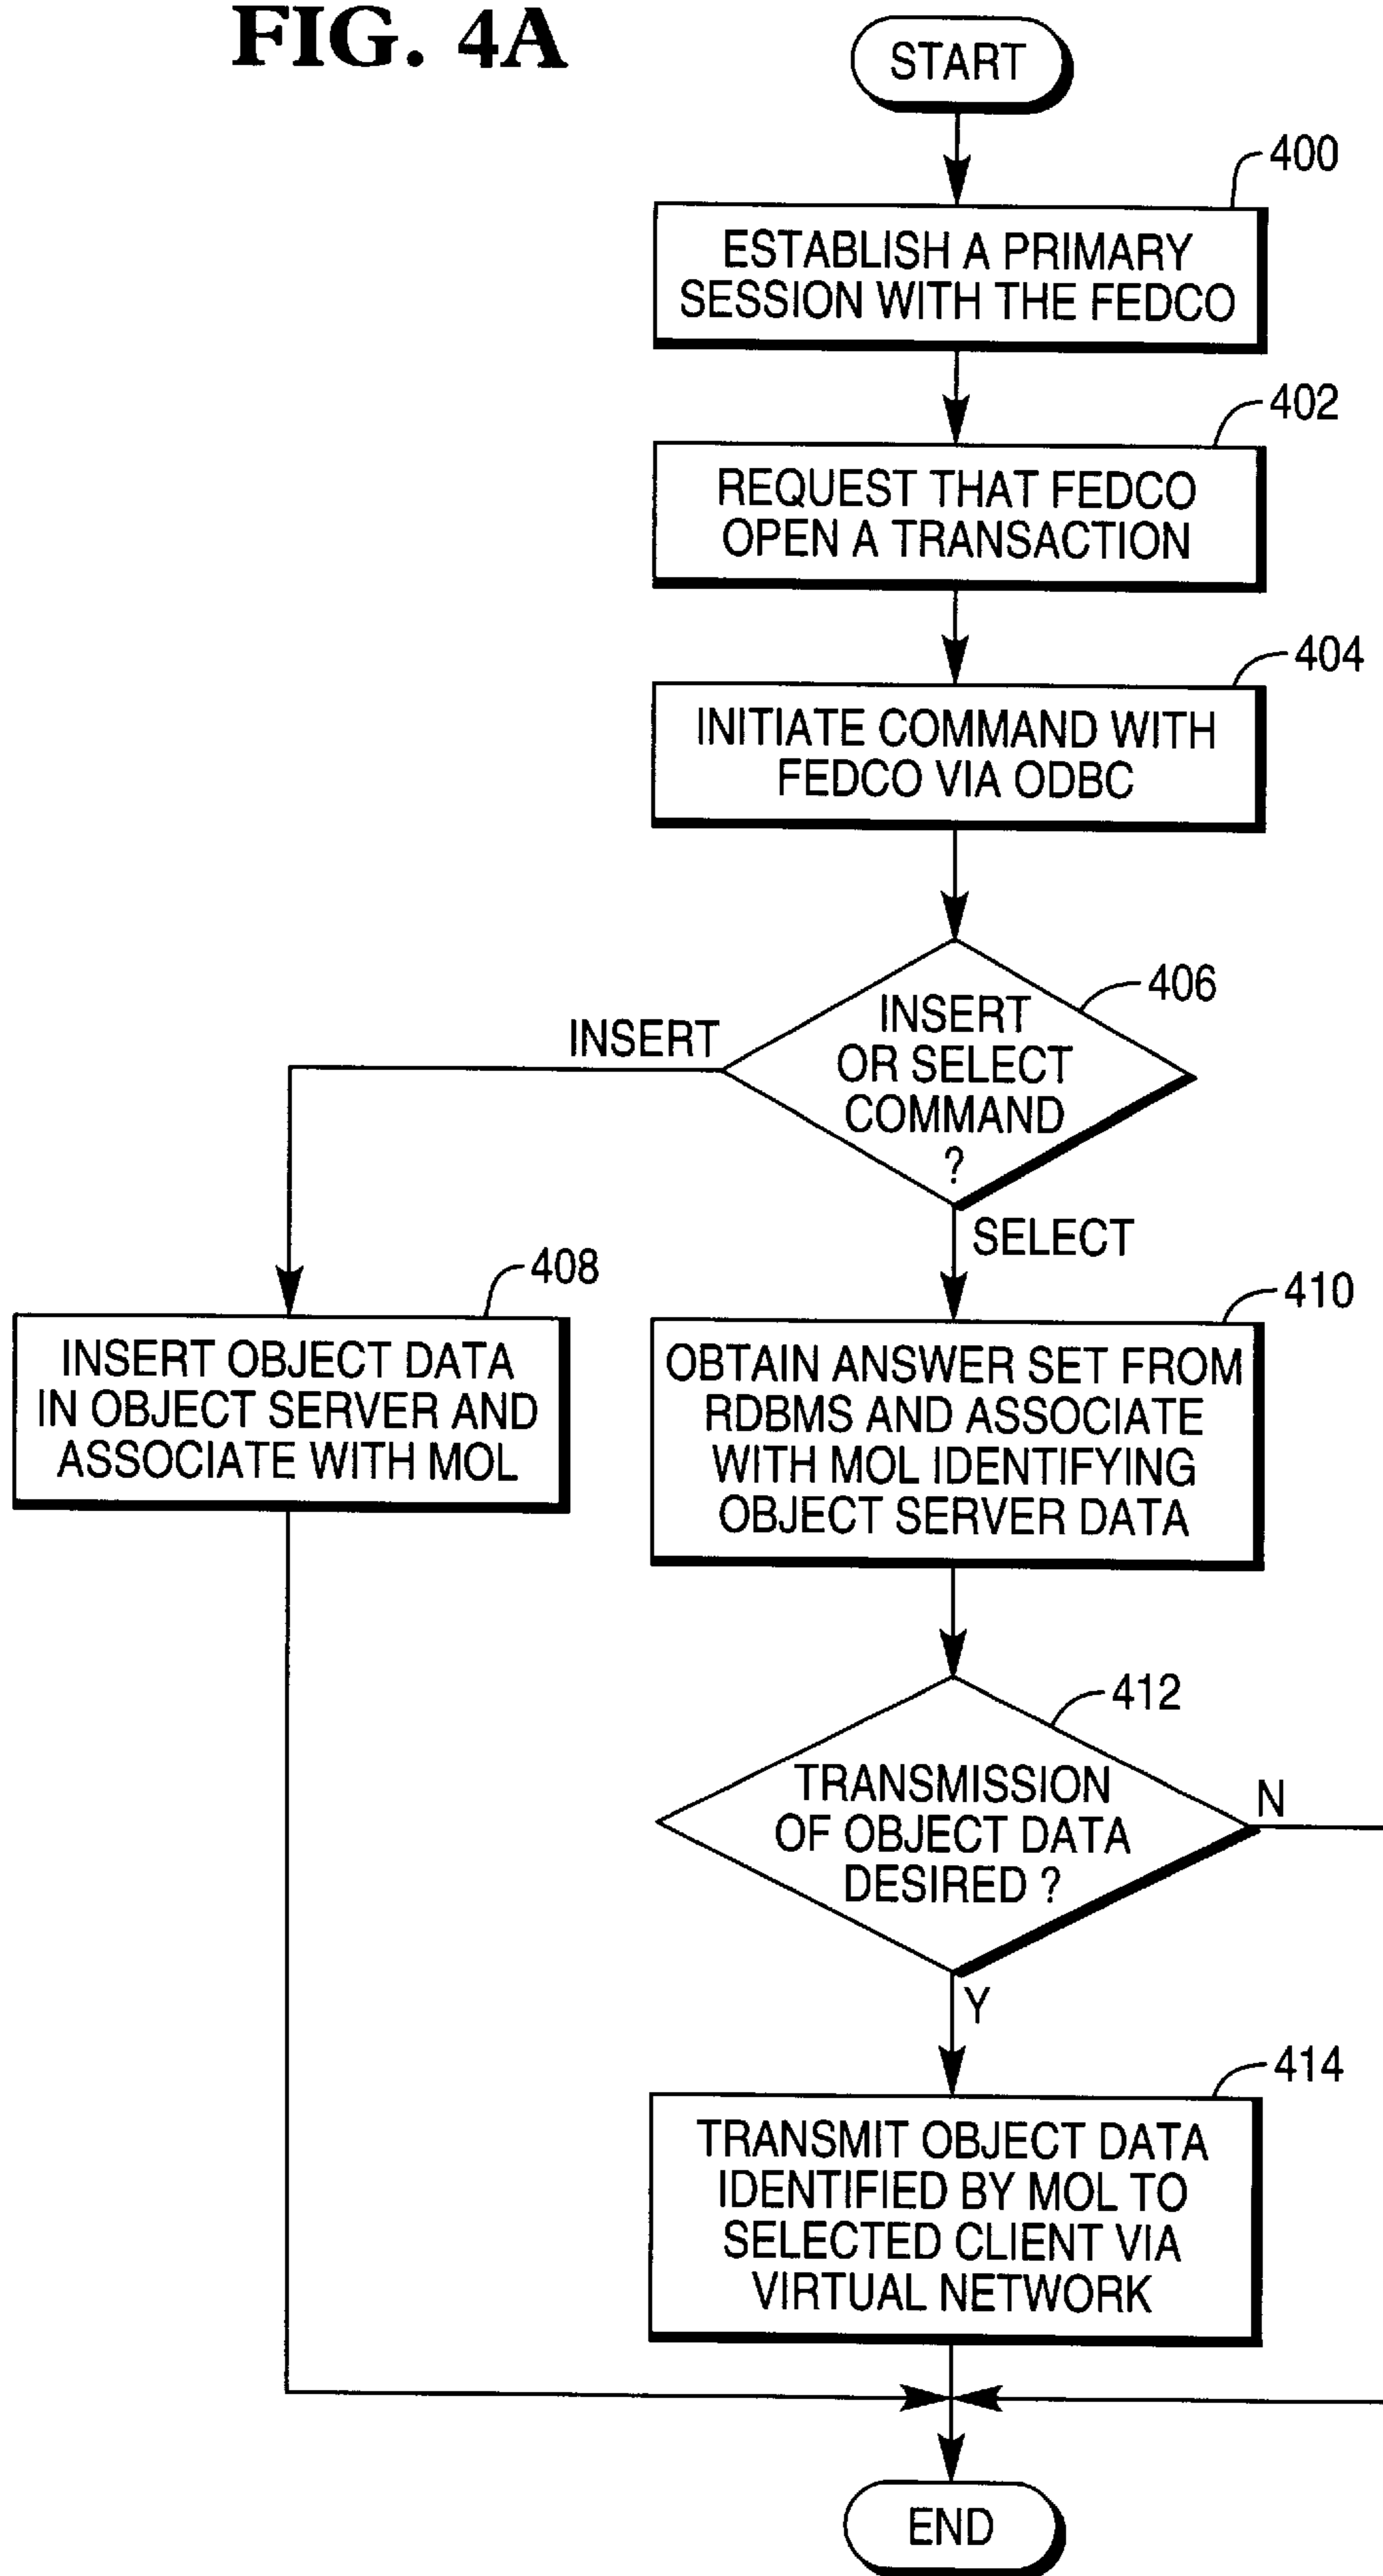 FIG. 4A
START
400
ESTABLISH A PRIMARY
SESSION WITH THE FEDCO
402
REQUEST THAT FEDCO
OPEN A TRANSACTION
404
INITIATE COMMAND WITH
FEDCO VIA ODBC
406
INSERT
OR SELECT
COMMAND
?
INSERT
SELECT
408
INSERT OBJECT DATA
IN OBJECT SERVER AND
ASSOCIATE WITH MOL
410
OBTAIN ANSWER SET FROM
RDBMS AND ASSOCIATE
WITH MOL IDENTIFYING
OBJECT SERVER DATA
412
TRANSMISSION
OF OBJECT DATA
DESIRED ?
N
Y
414
TRANSMIT OBJECT DATA
IDENTIFIED BY MOL TO
SELECTED CLIENT VIA
VIRTUAL NETWORK
END